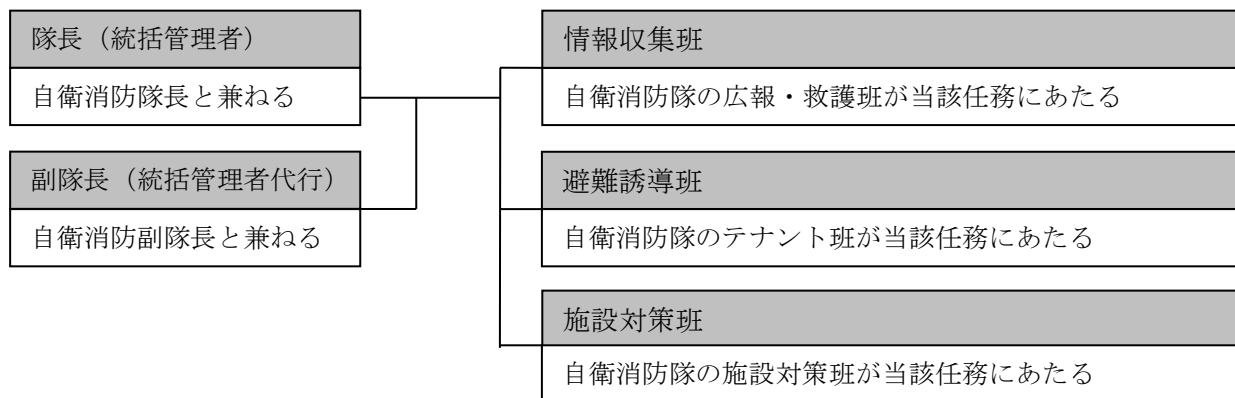 隊長（統括管理者）
自衛消防隊長と兼ねる
副隊長（統括管理者代行）
自衛消防副隊長と兼ねる
情報収集班
自衛消防隊の広報・救護班が当該任務にあたる
避難誘導班
自衛消防隊のテナント班が当該任務にあたる
施設対策班
自衛消防隊の施設対策班が当該任務にあたる